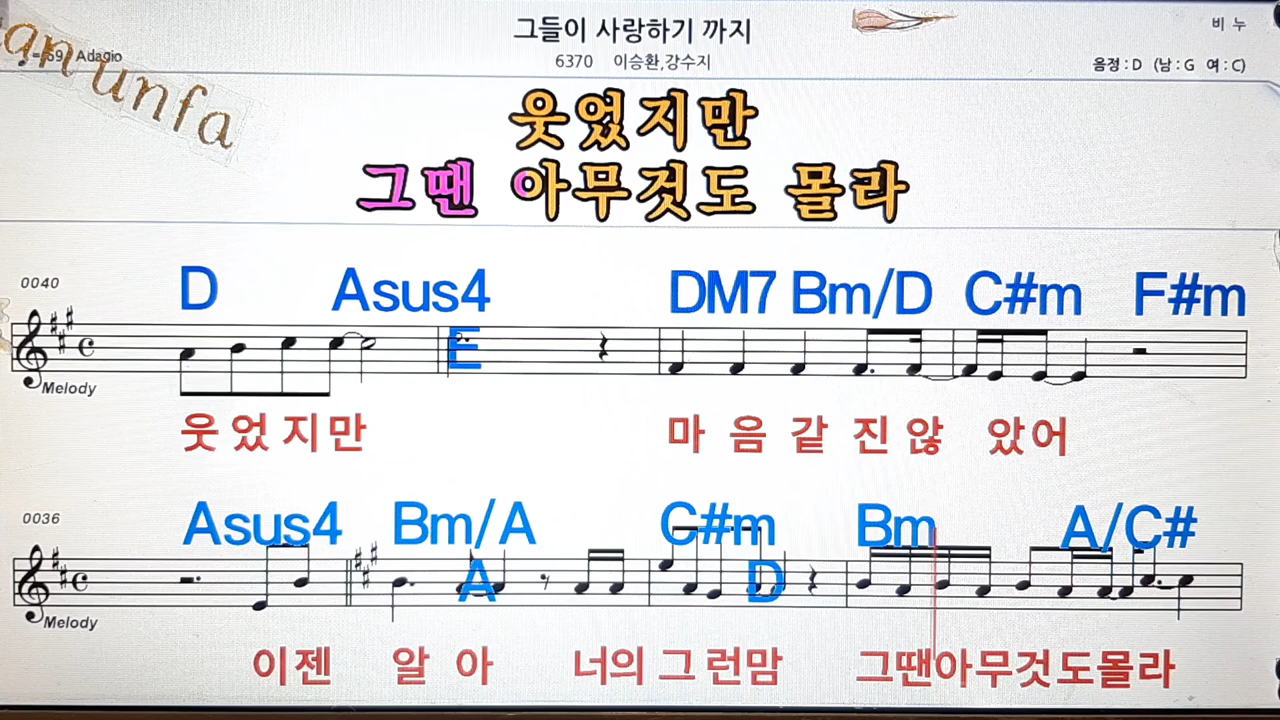 그들이 사랑하기 까지
비 누
an unfa
Adagio
6370 이승환,강수지
음정 : D (남 : G 여 : C)
웃었지만
그땐 아무것도 몰라
0040
D Asus4 E DM7 Bm/D C#m F#m
Melody
웃 었 지 만 마 음 같 진 않 았 어
0036
Asus4 Bm/A A C#m D Bm A/C#
Melody
이젠 알 아 너의 그 런맘 그땐아무것도몰라